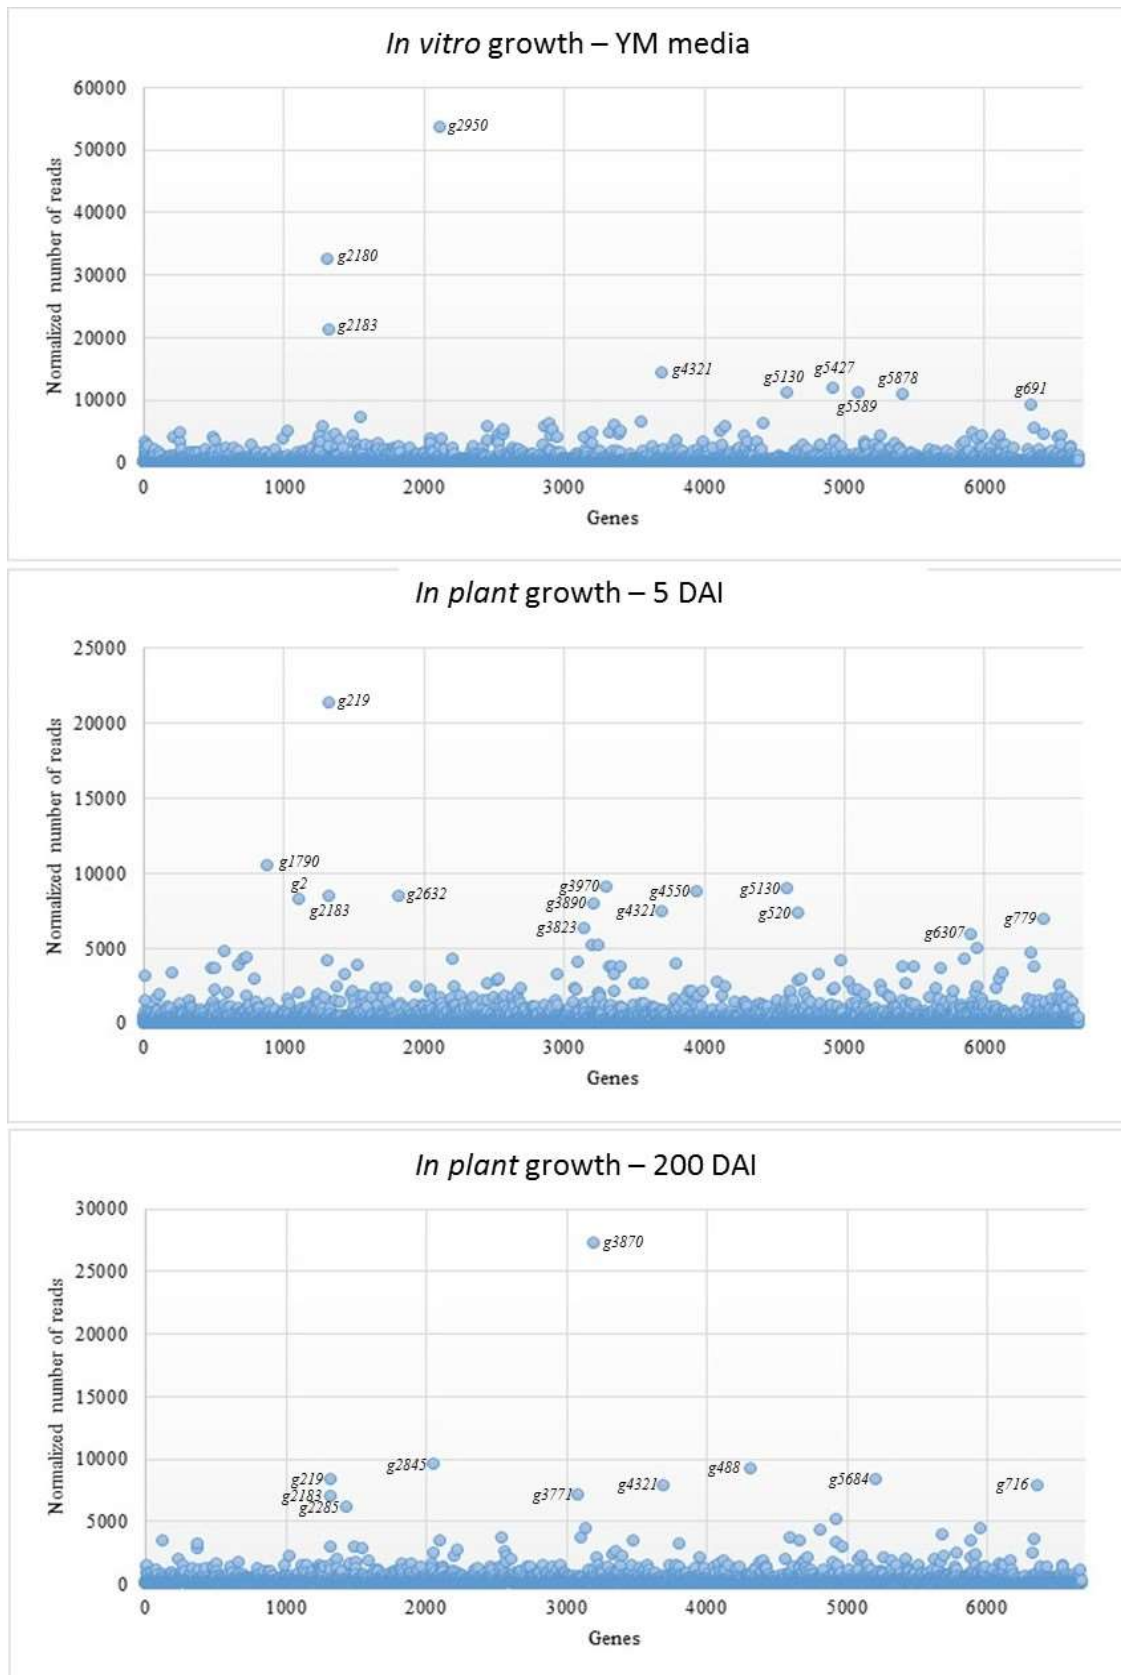 In vitro growth – YM media
Normalized number of reads
60000
50000
40000
30000
20000
10000
0
g2950
g2180
g2183
g4321
g5130
g5427
g5589
g5878
g691
0 1000 2000 3000 4000 5000 6000
Genes
In plant growth – 5 DAI
Normalized number of reads
25000
20000
15000
10000
5000
0
g219
g1790
g2
g2183
g2632
g3970
g3890
g3823
g4550
g4321
g5130
g520
g6307
g779
0 1000 2000 3000 4000 5000 6000
Genes
In plant growth – 200 DAI
Normalized number of reads
30000
25000
20000
15000
10000
5000
0
g3870
g219
g2183
g2285
g2845
g3771
g4321
g488
g5684
g716
0 1000 2000 3000 4000 5000 6000
Genes